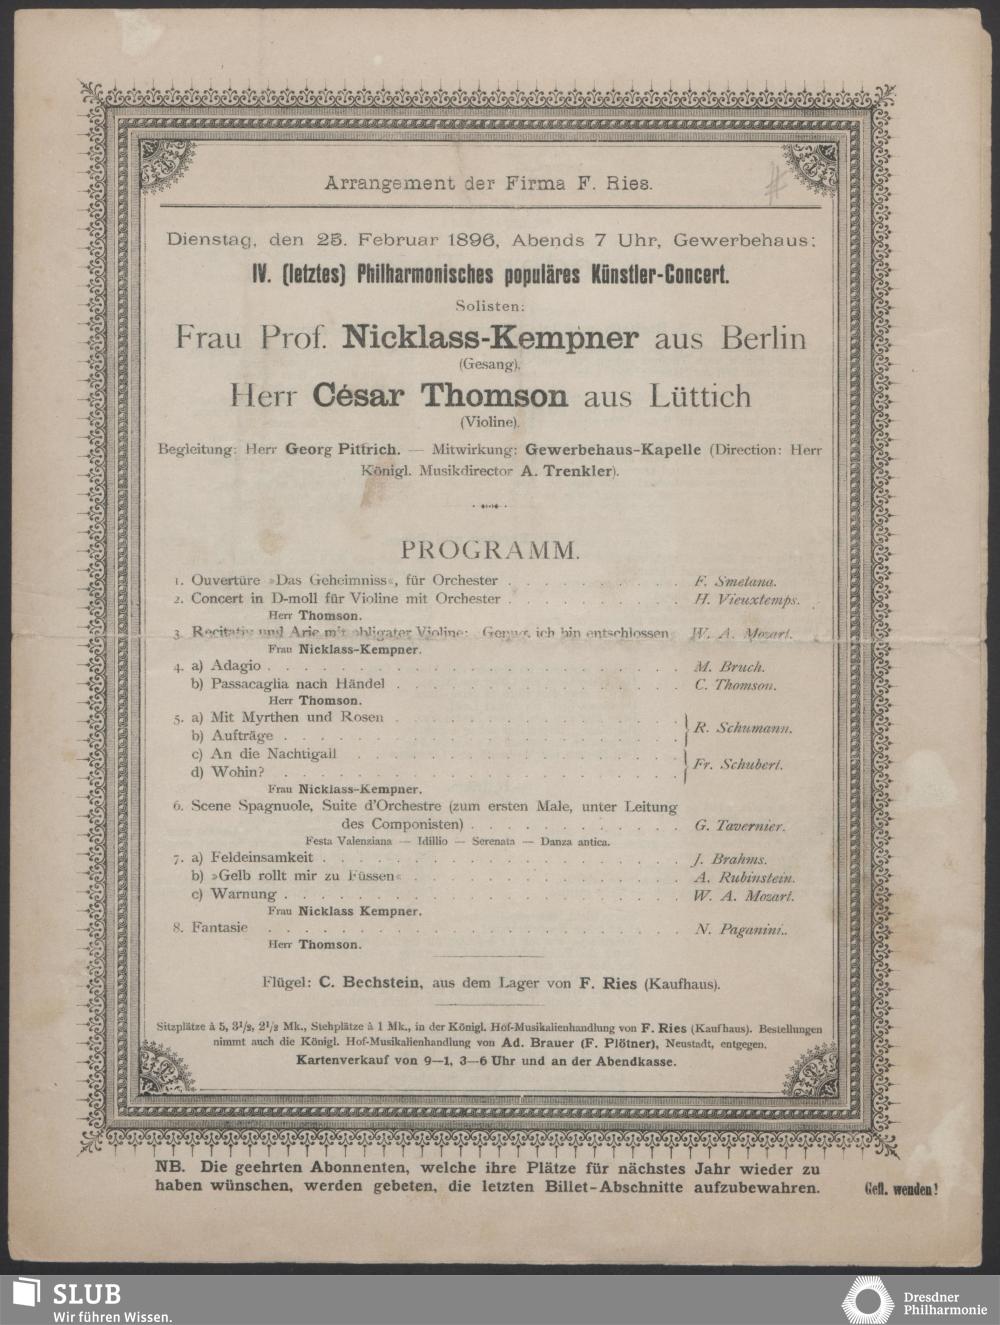 Arrangement der Firma F. Ries.
Dienstag, den 25. Februar 1896, Abends 7 Uhr, Gewerbehaus:
IV. (letztes) Philharmonisches populäres Künstler-Concert.
Solisten:
Frau Prof. Nicklass-Kempner aus Berlin
(Gesang),
Herr César Thomson aus Lüttich
(Violine).
Begleitung: Herr Georg Pittrich. — Mitwirkung: Gewerbehaus-Kapelle (Direction: Herr
Königl. Musikdirector A. Trenkler).
PROGRAMM.
1. Ouvertüre »Das Geheimniss«, für Orchester . . . . . . . . . F. Smetana.
2. Concert in D-moll für Violine mit Orchester . . . . . . . . . H. Vieuxtemps.
Herr Thomson.
3. Recitativ und Arie mit obligater Violine: Genug, ich bin entschlossen W. A. Mozart.
Frau Nicklass-Kempner.
4. a) Adagio . . . . . . . . . M. Bruch.
b) Passacaglia nach Händel . . . . . . . . . C. Thomson.
Herr Thomson.
5. a) Mit Myrthen und Rosen . . . . . . . . .
b) Aufträge . . . . . . . . . } R. Schumann.
c) An die Nachtigall . . . . . . . . .
d) Wohin? . . . . . . . . . } Fr. Schubert.
Frau Nicklass-Kempner.
6. Scene Spagnuole, Suite d'Orchestre (zum ersten Male, unter Leitung
des Componisten) . . . . . . . . . G. Tavernier.
Festa Valenziana — Idillio — Serenata — Danza antica.
7. a) Feldeinsamkeit . . . . . . . . . J. Brahms.
b) »Gelb rollt mir zu Füssen« . . . . . . . . . A. Rubinstein.
c) Warnung . . . . . . . . . W. A. Mozart.
Frau Nicklass Kempner.
8. Fantasie . . . . . . . . . N. Paganini..
Herr Thomson.
Flügel: C. Bechstein, aus dem Lager von F. Ries (Kaufhaus).
Sitzplätze à 5, 3¹/₂, 2¹/₂ Mk., Stehplätze à 1 Mk., in der Königl. Hof-Musikalienhandlung von F. Ries (Kaufhaus). Bestellungen
nimmt auch die Königl. Hof-Musikalienhandlung von Ad. Brauer (F. Plötner), Neustadt, entgegen.
Kartenverkauf von 9—1, 3—6 Uhr und an der Abendkasse.
NB. Die geehrten Abonnenten, welche ihre Plätze für nächstes Jahr wieder zu
haben wünschen, werden gebeten, die letzten Billet-Abschnitte aufzubewahren.
Gefl. wenden!
SLUB
Wir führen Wissen.
Dresdner
Philharmonie